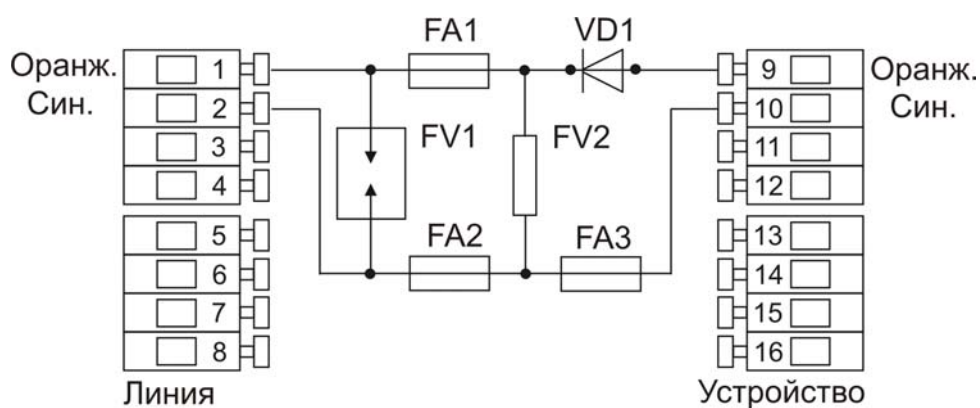 FA1 VD1
Оранж. 1 9 Оранж.
Син. 2 10 Син.
3 FV1 FV2 11
4 12
5 FA2 FA3 13
6 14
7 15
8 16
Линия Устройство